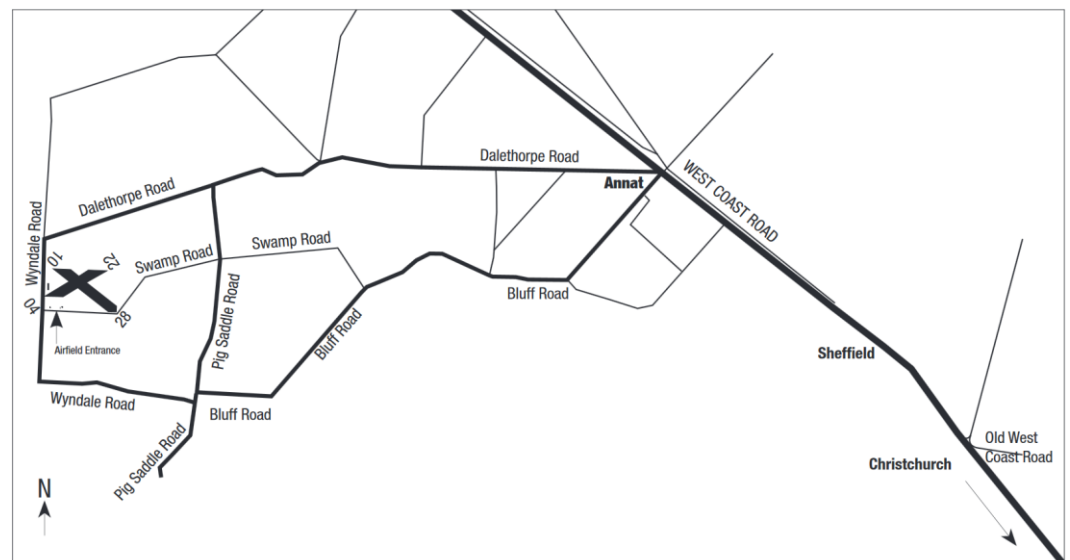 Dalethorpe Road
Annat
WEST COAST ROAD
Dalethorpe Road
Wyndale Road
Swamp Road
Swamp Road
10
22
04
28
Bluff Road
Pig Saddle Road
Bluff Road
Airfield Entrance
Sheffield
Wyndale Road
Bluff Road
Pig Saddle Road
Old West
Coast Road
Christchurch
N